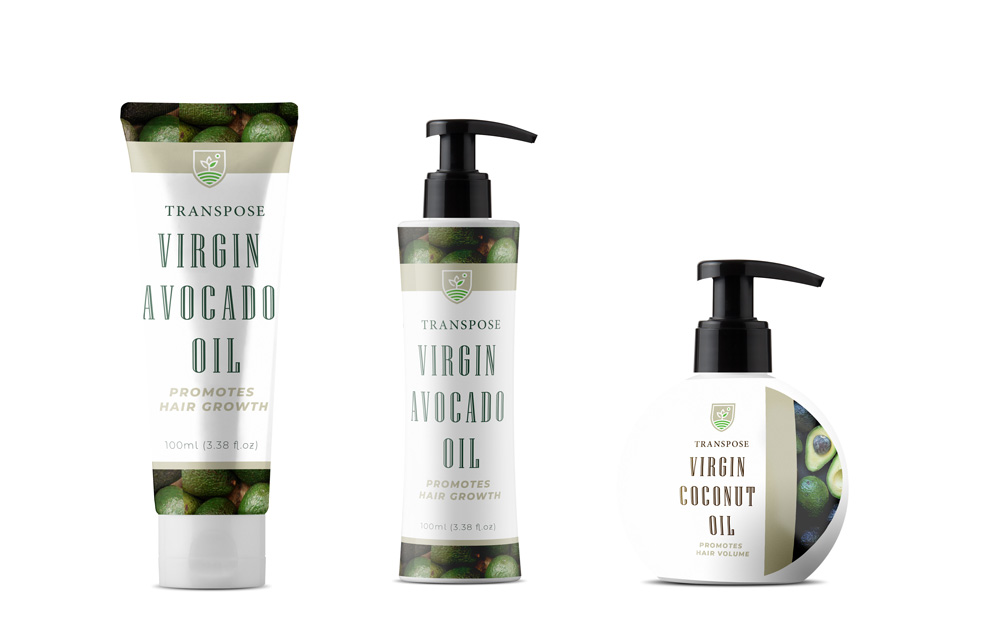 TRANSPOSE
VIRGIN
AVOCADO
OIL
PROMOTES
HAIR GROWTH
100ml (3.38 fl.oz)
TRANSPOSE
VIRGIN
AVOCADO
OIL
PROMOTES
HAIR GROWTH
100ml (3.38 fl.oz)
TRANSPOSE
VIRGIN
COCONUT
OIL
PROMOTES
HAIR VOLUME